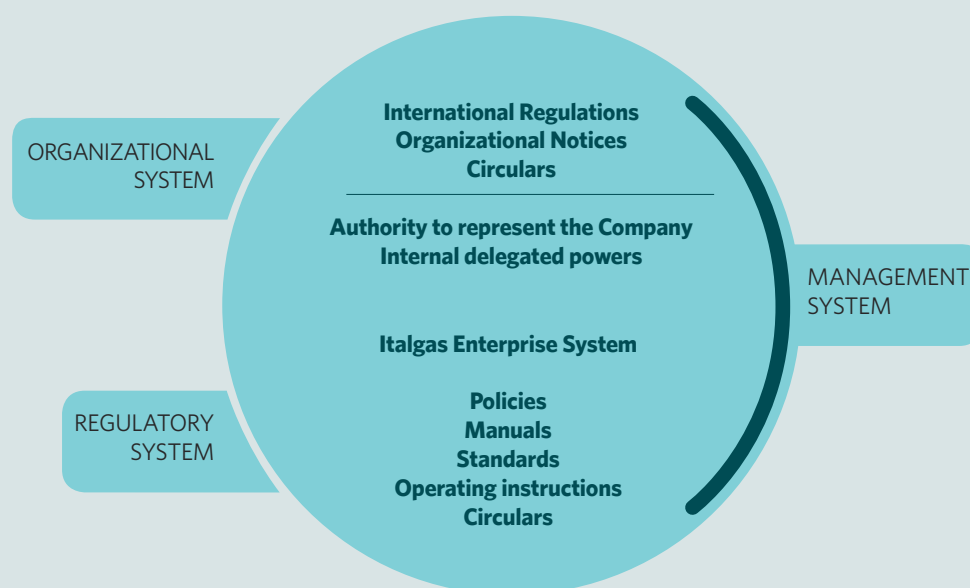 ORGANIZATIONAL
SYSTEM
International Regulations
Organizational Notices
Circulars
Authority to represent the Company
Internal delegated powers
MANAGEMENT
SYSTEM
Italgas Enterprise System
REGULATORY
SYSTEM
Policies
Manuals
Standards
Operating instructions
Circulars